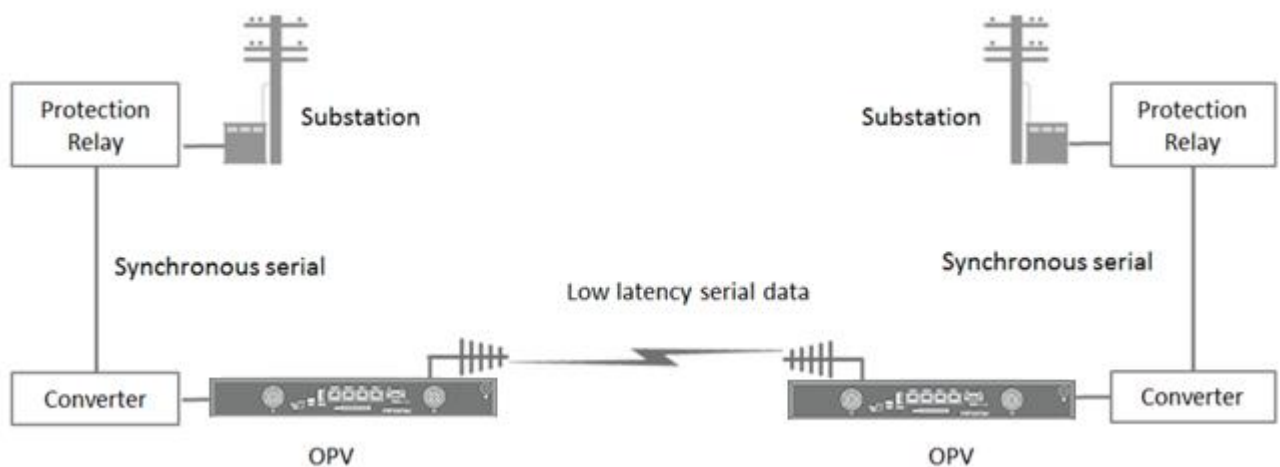 Protection
Relay
Substation
Substation
Protection
Relay
Synchronous serial
Synchronous serial
Low latency serial data
Converter
Converter
OPV
OPV